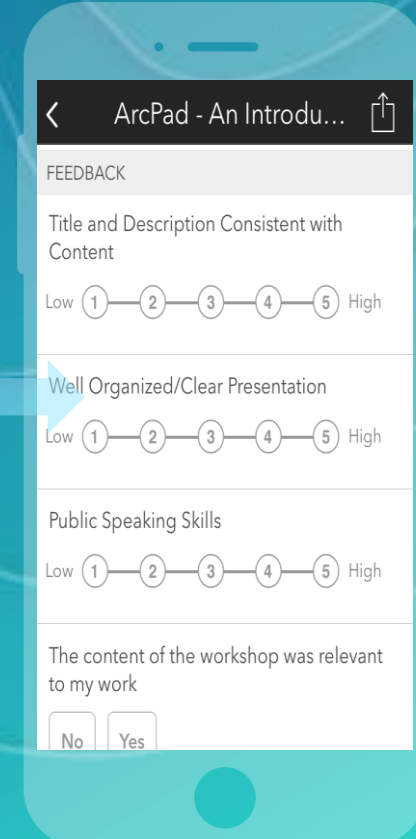 ArcPad - An Introdu...
FEEDBACK
Title and Description Consistent with
Content
Low 1 2 3 4 5 High
Well Organized/Clear Presentation
Low 1 2 3 4 5 High
Public Speaking Skills
Low 1 2 3 4 5 High
The content of the workshop was relevant
to my work
No Yes